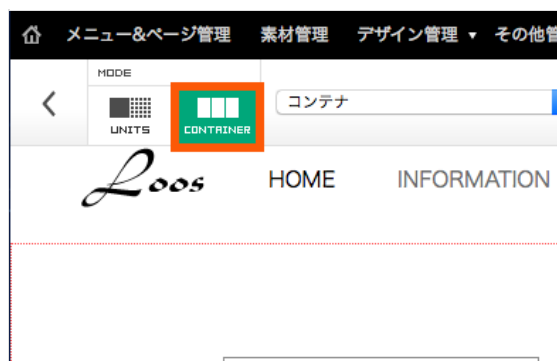 メニュー&ページ管理 素材管理 デザイン管理 ▼ その他管
MODE
UNITS CONTAINER コンテナ
Loos HOME INFORMATION